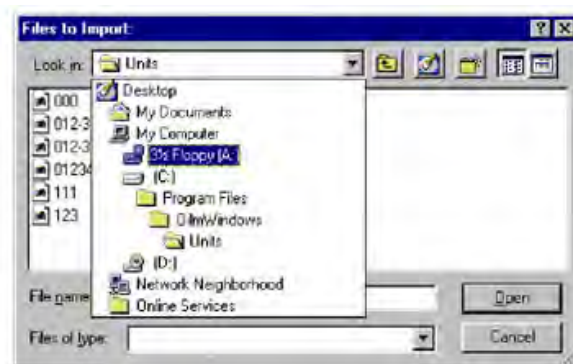 Files to Import:
Look in: Units
Desktop
My Documents
My Computer
3½ Floppy (A:)
(C:)
Program Files
OilmWindows
Units
(D:)
Network Neighborhood
Online Services
000
012-3
012-3
01234
111
123
File name
Open
Files of type:
Cancel